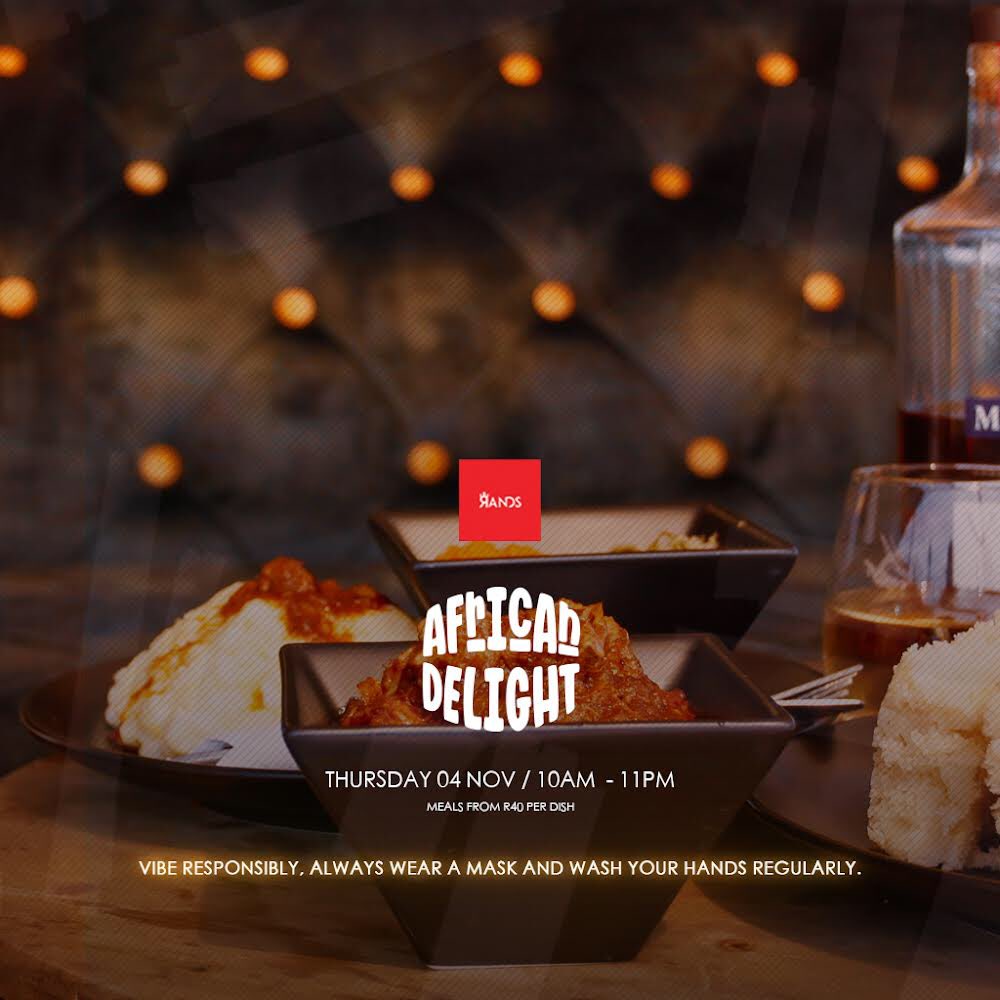 M
RANDS
AFrICAn
DELIGHT
THURSDAY 04 NOV / 10AM - 11PM
MEALS FROM R40 PER DISH
VIBE RESPONSIBLY, ALWAYS WEAR A MASK AND WASH YOUR HANDS REGULARLY.